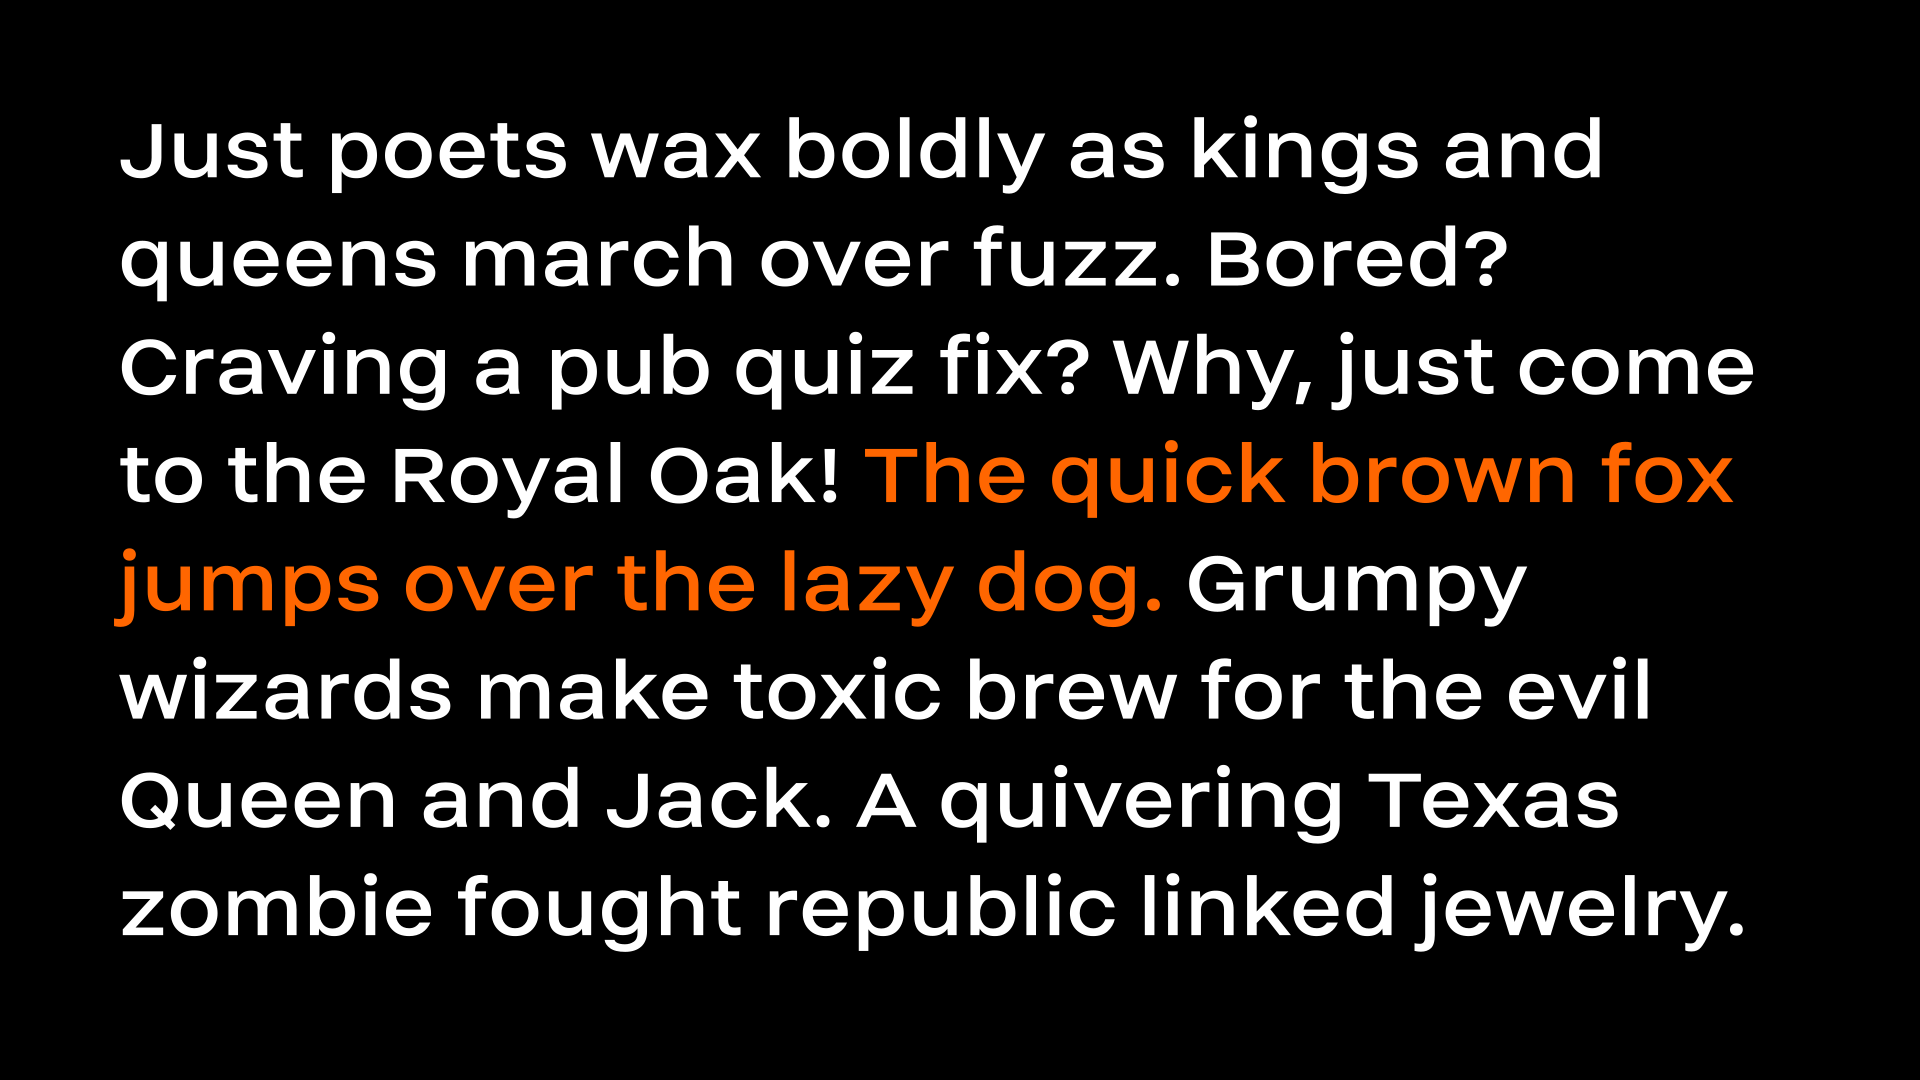 Just poets wax boldly as kings and
queens march over fuzz. Bored?
Craving a pub quiz fix? Why, just come
to the Royal Oak! The quick brown fox
jumps over the lazy dog. Grumpy
wizards make toxic brew for the evil
Queen and Jack. A quivering Texas
zombie fought republic linked jewelry.